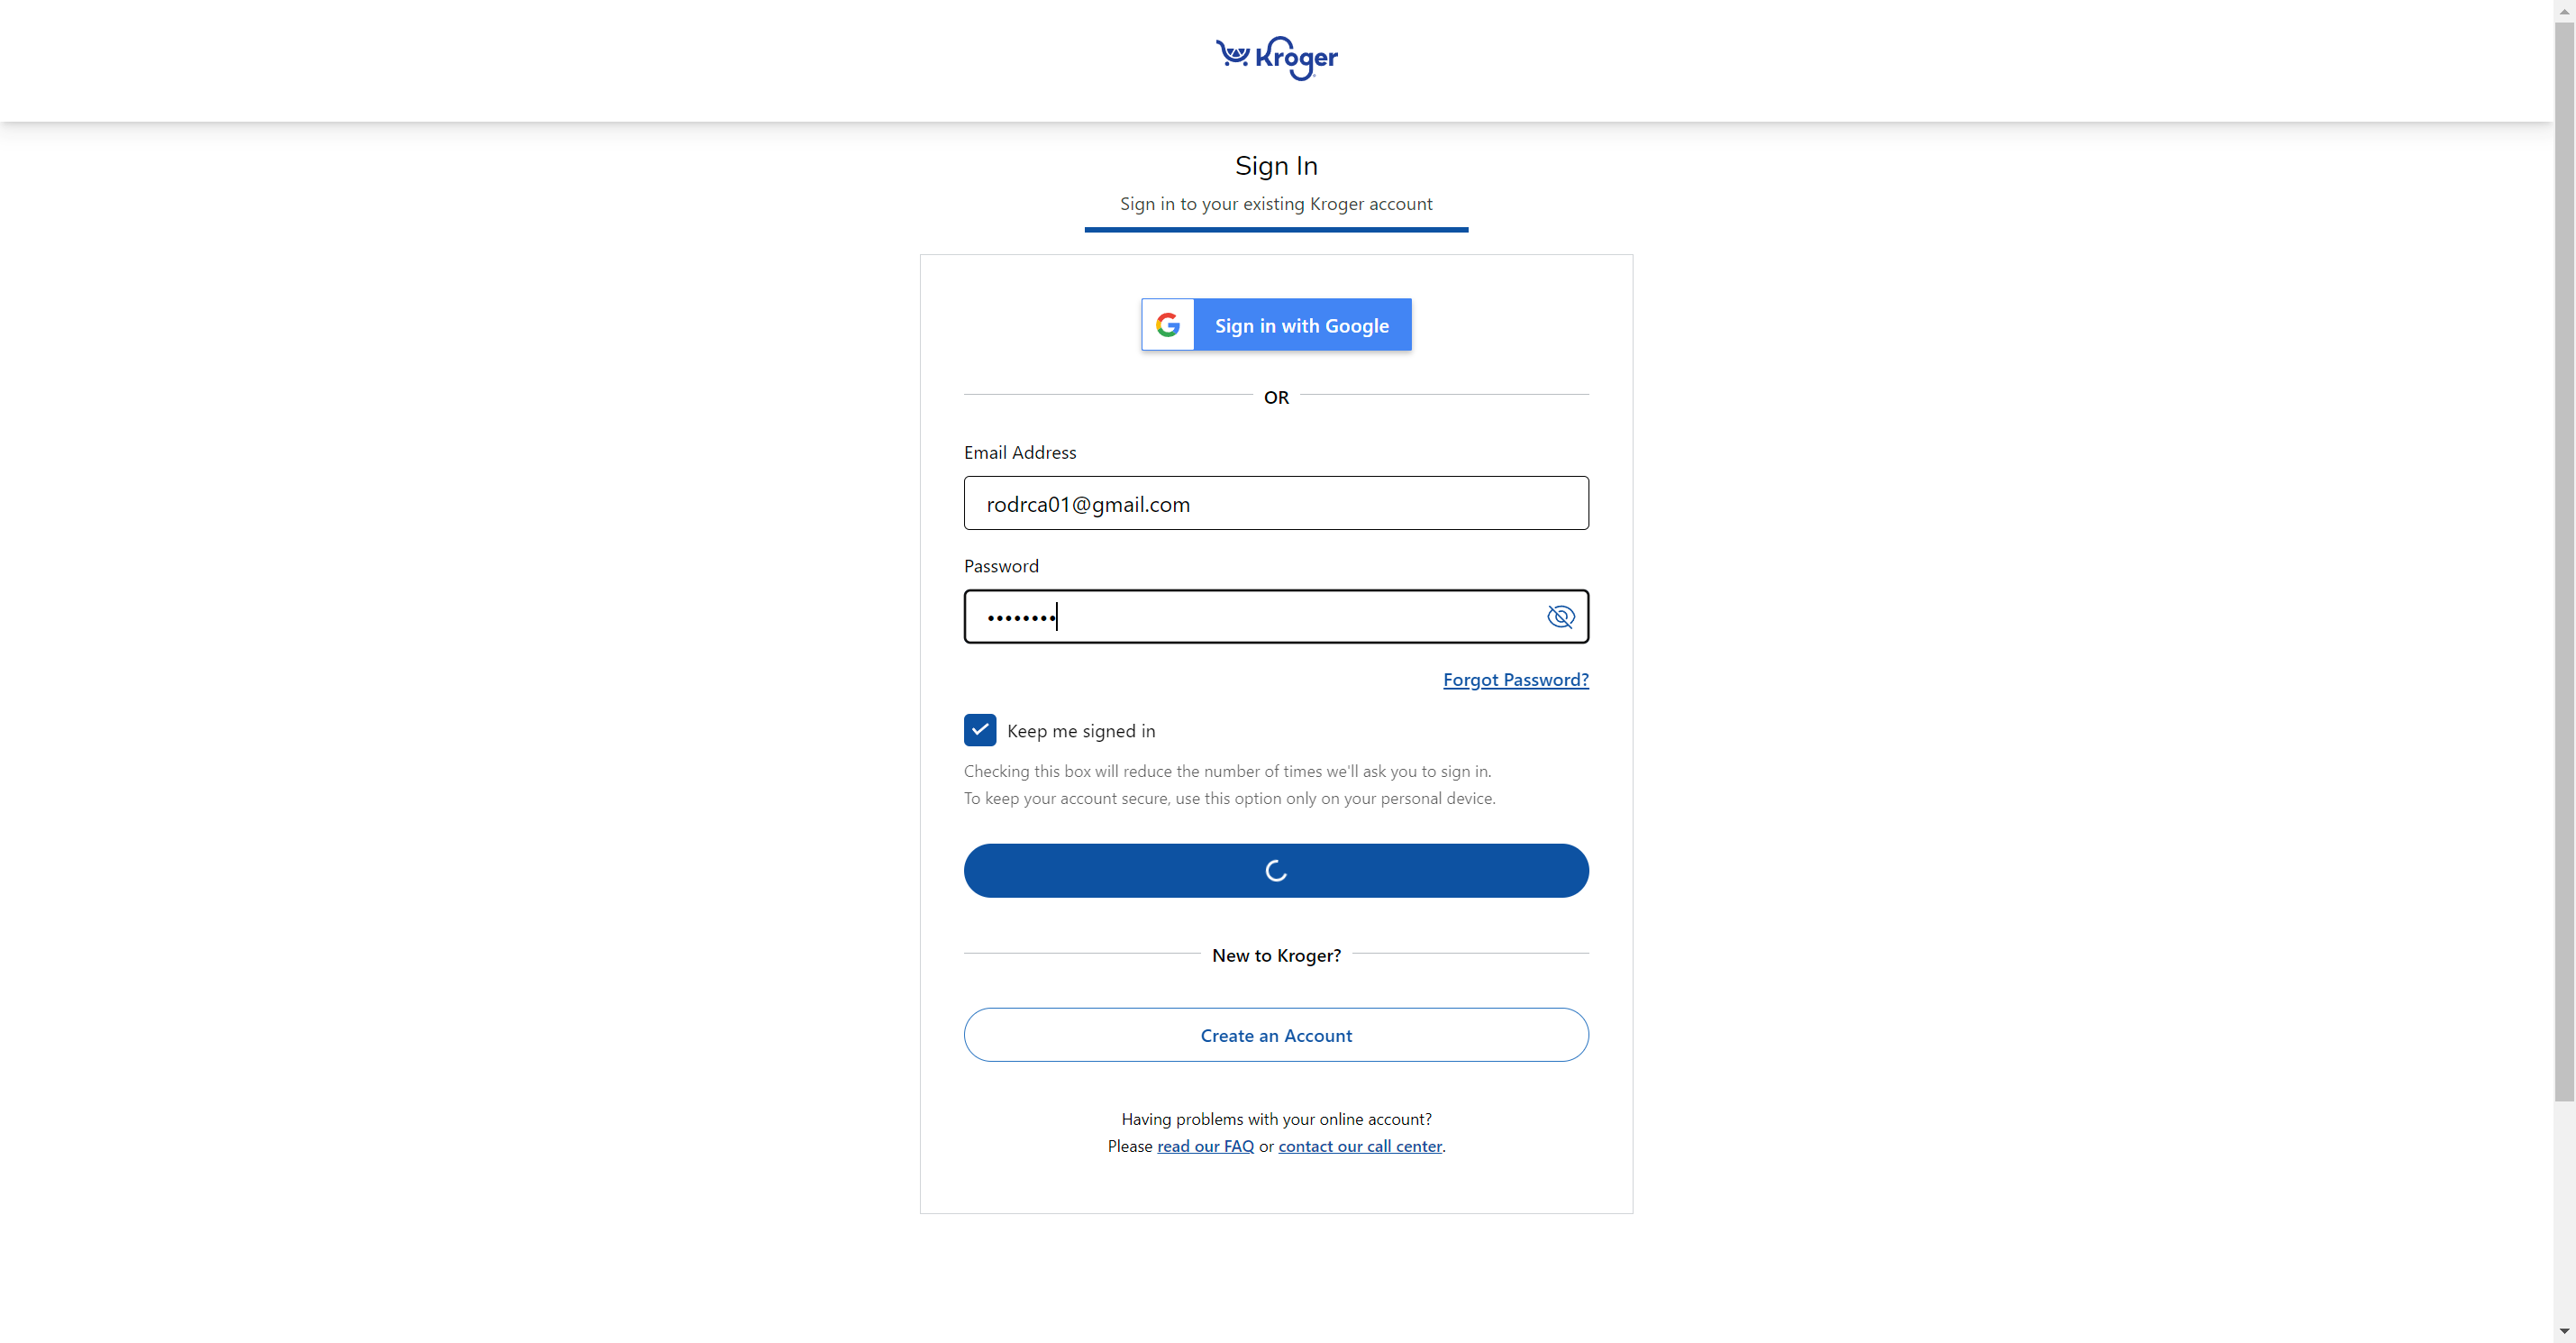 Kroger
Sign In
Sign in to your existing Kroger account
Sign in with Google
OR
Email Address
rodrca01@gmail.com
Password
••••••••
Forgot Password?
Keep me signed in
Checking this box will reduce the number of times we'll ask you to sign in.
To keep your account secure, use this option only on your personal device.
New to Kroger?
Create an Account
Having problems with your online account?
Please read our FAQ or contact our call center.